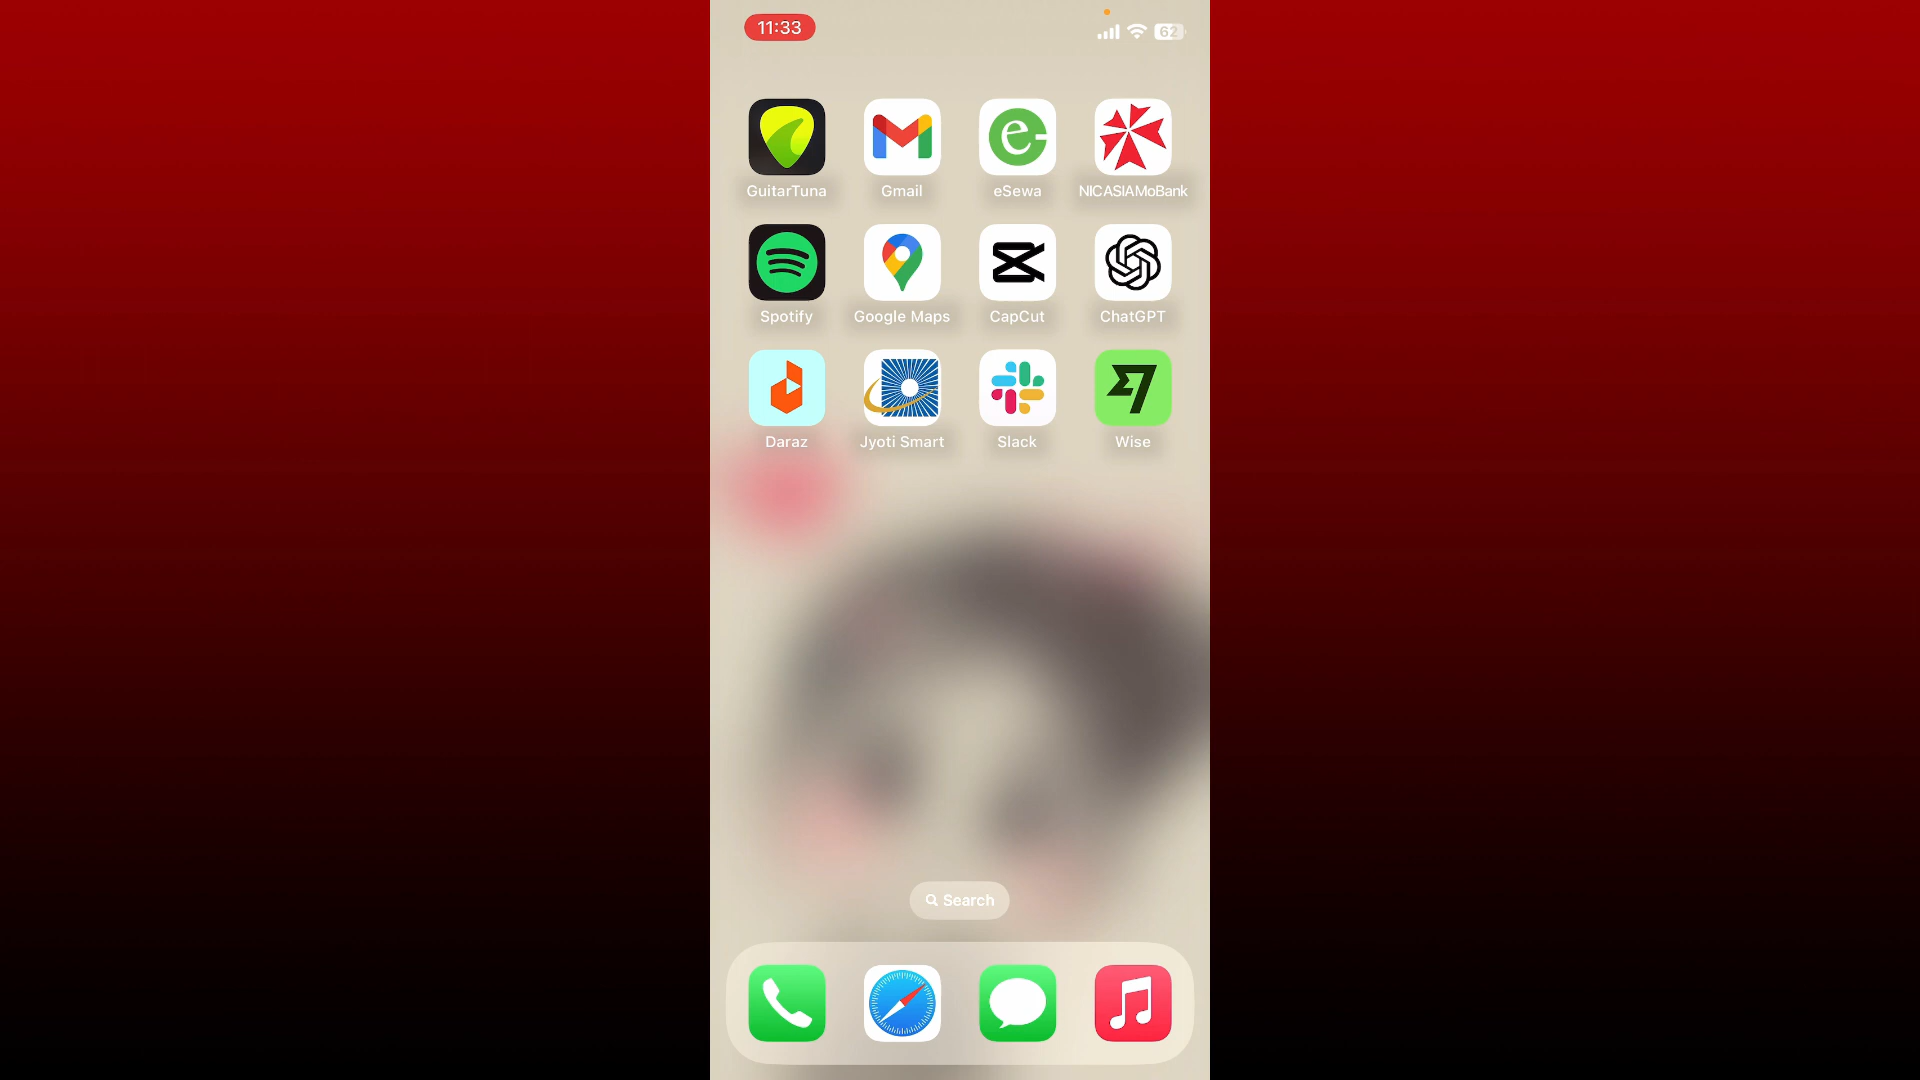 11:33
62
GuitarTuna Gmail eSewa NICASIAMoBank
Spotify Google Maps CapCut ChatGPT
Daraz Jyoti Smart Slack Wise
Search